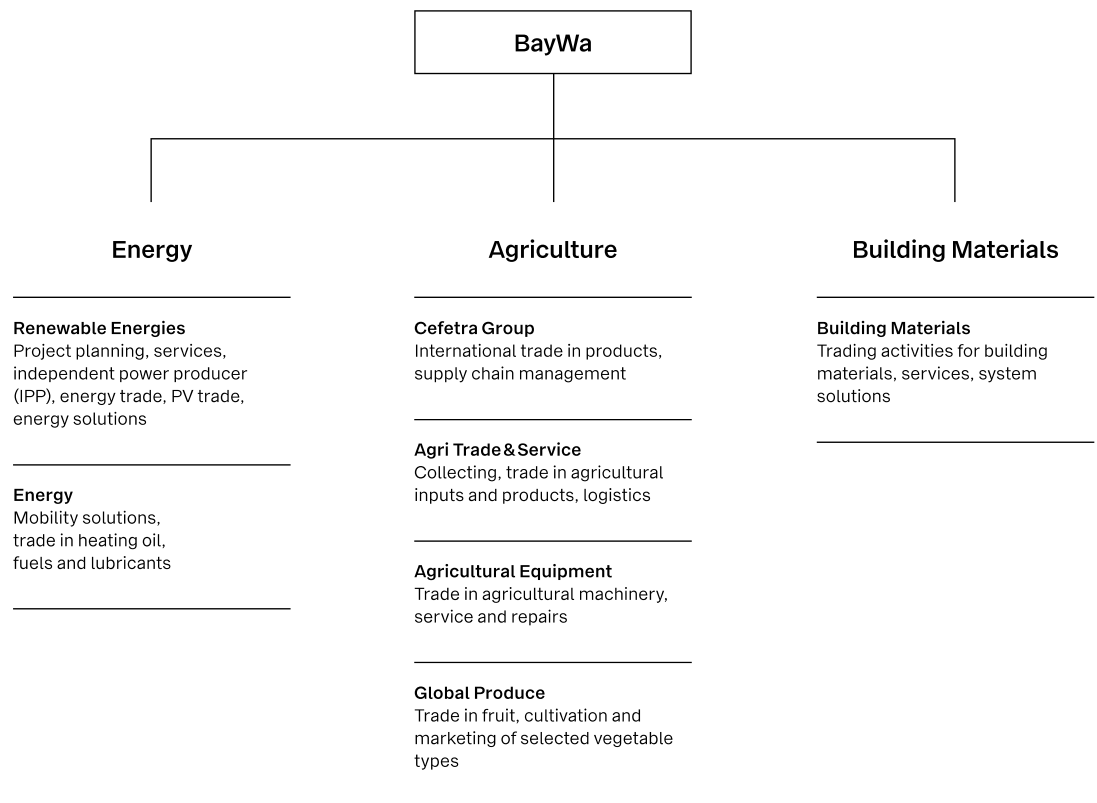 BayWa
Energy
Renewable Energies
Project planning, services,
independent power producer
(IPP), energy trade, PV trade,
energy solutions
Energy
Mobility solutions,
trade in heating oil,
fuels and lubricants
Agriculture
Cefetra Group
International trade in products,
supply chain management
Agri Trade & Service
Collecting, trade in agricultural
inputs and products, logistics
Agricultural Equipment
Trade in agricultural machinery,
service and repairs
Global Produce
Trade in fruit, cultivation and
marketing of selected vegetable
types
Building Materials
Building Materials
Trading activities for building
materials, services, system
solutions